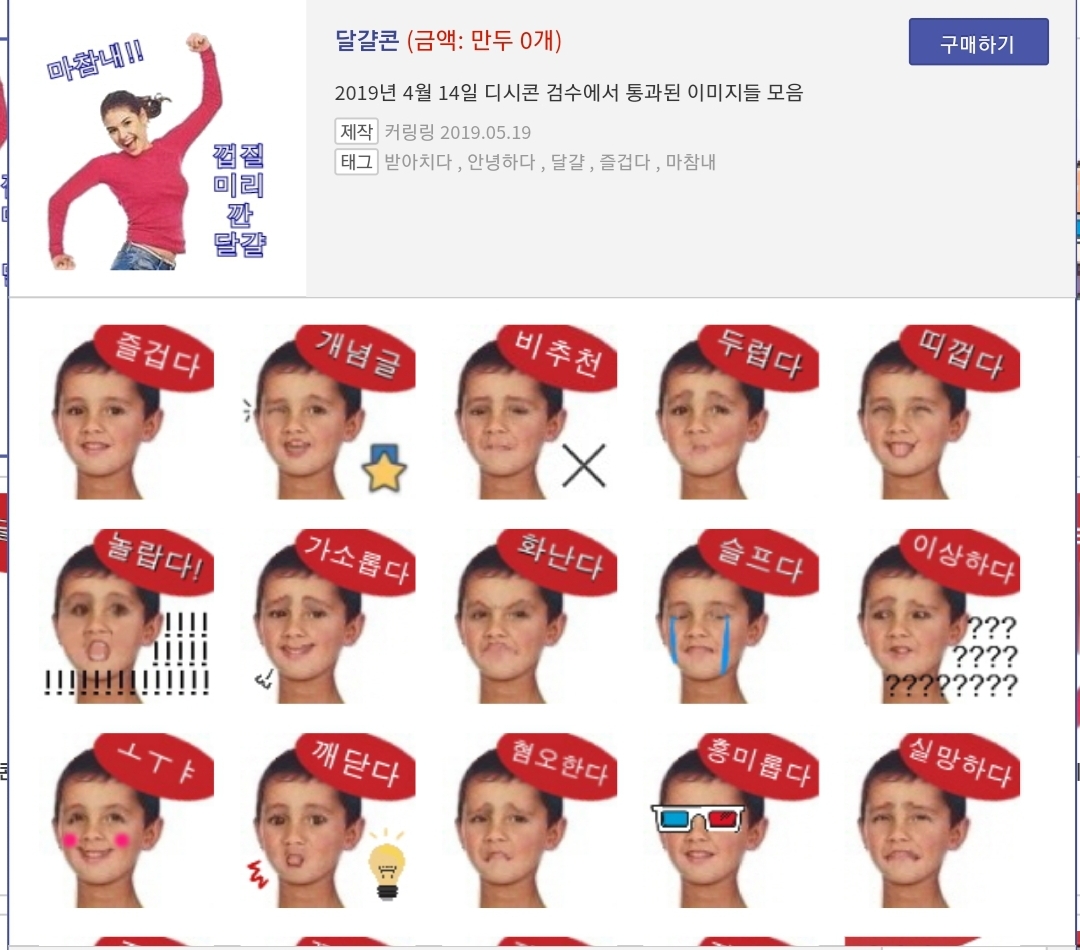 마참내!!
껍질
미리
깐
달걀
달걀콘 (금액: 만두 0개)
구매하기
2019년 4월 14일 디시콘 검수에서 통과된 이미지들 모음
제작 커링링 2019.05.19
태그 받아치다 , 안녕하다 , 달걀 , 즐겁다 , 마참내
즐겁다
개념글
비추천
두렵다
띠껍다
놀랍다!
!!!!
!!!!!
!!!!!!!!!!!!!!
가소롭다
화난다
슬프다
이상하다
???
????
????????
ㅗㅜㅑ
깨닫다
혐오한다
흥미롭다
실망하다